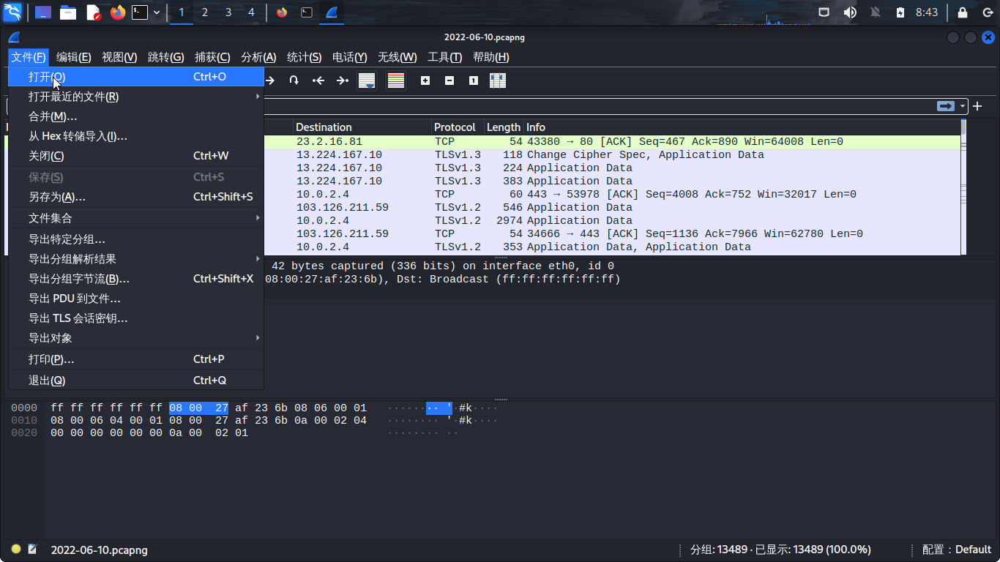 1 2 3 4 8:43
2022-06-10.pcapng
文件(F) 编辑(E) 视图(V) 跳转(G) 捕获(C) 分析(A) 统计(S) 电话(Y) 无线(W) 工具(T) 帮助(H)
打开(O) Ctrl+O
打开最近的文件(R)
合并(M)…
从 Hex 转储导入(I)…
关闭(C) Ctrl+W
保存(S) Ctrl+S
另存为(A)… Ctrl+Shift+S
文件集合
导出特定分组…
导出分组解析结果
导出分组字节流(B)… Ctrl+Shift+X
导出 PDU 到文件…
导出 TLS 会话密钥…
导出对象
打印(P)… Ctrl+P
退出(Q) Ctrl+Q
Destination Protocol Length Info
23.2.16.81 TCP 54 43380 → 80 [ACK] Seq=467 Ack=890 Win=64008 Len=0
13.224.167.10 TLSv1.3 118 Change Cipher Spec, Application Data
13.224.167.10 TLSv1.3 224 Application Data
13.224.167.10 TLSv1.3 383 Application Data
10.0.2.4 TCP 60 443 → 53978 [ACK] Seq=4008 Ack=752 Win=32017 Len=0
103.126.211.59 TLSv1.2 546 Application Data
10.0.2.4 TLSv1.2 2974 Application Data
103.126.211.59 TCP 54 34666 → 443 [ACK] Seq=1136 Ack=7966 Win=62780 Len=0
10.0.2.4 TLSv1.2 353 Application Data, Application Data
42 bytes captured (336 bits) on interface eth0, id 0
08:00:27:af:23:6b), Dst: Broadcast (ff:ff:ff:ff:ff:ff)
0000 ff ff ff ff ff ff 08 00 27 af 23 6b 08 06 00 01 ········ '·#k····
0010 08 00 06 04 00 01 08 00 27 af 23 6b 0a 00 02 04 ········ '·#k····
0020 00 00 00 00 00 00 0a 00 02 01 ········ ··
2022-06-10.pcapng 分组: 13489 · 已显示: 13489 (100.0%) 配置：Default